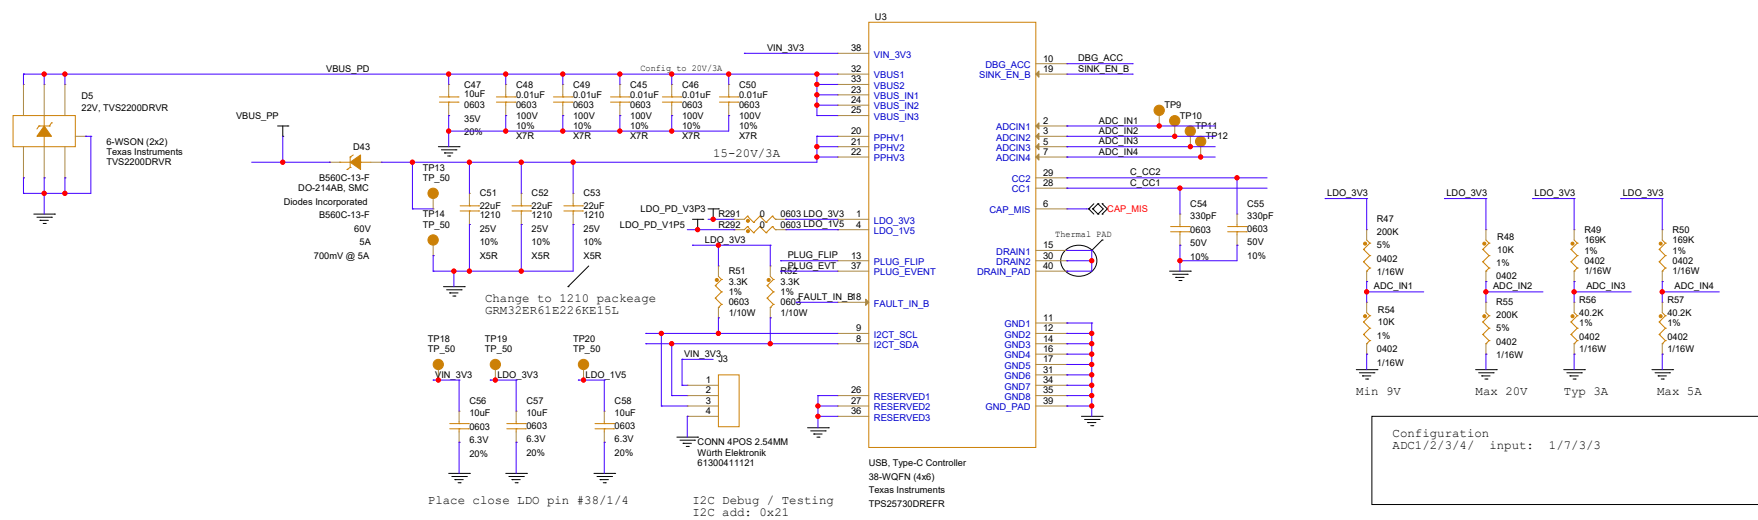 U3
VIN_3V3
38
VIN_3V3
VBUS_PD
Config to 20V/3A
32
VBUS1
33
VBUS2
23
VBUS_IN1
24
VBUS_IN2
25
VBUS_IN3
20
PPHV1
21
PPHV2
22
PPHV3
15-20V/3A
D5
22V, TVS2200DRVR
6-WSON (2x2)
Texas Instruments
TVS2200DRVR
C47
10uF
0603
35V
20%
C48
0.01uF
0603
100V
10%
X7R
C49
0.01uF
0603
100V
10%
X7R
C45
0.01uF
0603
100V
10%
X7R
C46
0.01uF
0603
100V
10%
X7R
C50
0.01uF
0603
100V
10%
X7R
VBUS_PP
D43
B560C-13-F
DO-214AB, SMC
Diodes Incorporated
B560C-13-F
60V
5A
700mV @ 5A
TP13
TP_50
TP14
TP_50
C51
22uF
1210
25V
10%
X5R
C52
22uF
1210
25V
10%
X5R
C53
22uF
1210
25V
10%
X5R
Change to 1210 packeage
GRM32ER61E226KE15L
LDO_PD_V3P3
LDO_PD_V1P5
R291
0
0603
LDO_3V3
1
LDO_3V3
R292
0
0603
LDO_1V5
4
LDO_1V5
LDO_3V3
PLUG_FLIP
13
PLUG_FLIP
PLUG_EVT
37
PLUG_EVENT
R51
3.3K
1%
0603
1/10W
R52
3.3K
1%
0603
1/10W
FAULT_IN_B
18
FAULT_IN_B
9
I2CT_SCL
8
I2CT_SDA
VIN_3V3
J3
1
2
3
4
CONN 4POS 2.54MM
Würth Elektronik
61300411121
26
RESERVED1
27
RESERVED2
36
RESERVED3
TP18
TP_50
VIN_3V3
TP19
TP_50
LDO_3V3
TP20
TP_50
LDO_1V5
C56
10uF
0603
6.3V
20%
C57
10uF
0603
6.3V
20%
C58
10uF
0603
6.3V
20%
Place close LDO pin #38/1/4
I2C Debug / Testing
I2C add: 0x21
USB, Type-C Controller
38-WQFN (4x6)
Texas Instruments
TPS25730DREFR
DBG_ACC
10
DBG_ACC
SINK_EN_B
19
SINK_EN_B
TP9
TP10
TP11
TP12
ADCIN1
2
ADC_IN1
ADCIN2
3
ADC_IN2
ADCIN3
5
ADC_IN3
ADCIN4
7
ADC_IN4
CC2
29
C_CC2
CC1
28
C_CC1
CAP_MIS
6
CAP_MIS
C54
330pF
0603
50V
10%
C55
330pF
0603
50V
10%
Thermal PAD
DRAIN1
15
DRAIN2
30
DRAIN_PAD
40
GND1
11
GND2
12
GND3
14
GND4
16
GND5
17
GND6
31
GND7
34
GND8
35
GND_PAD
39
LDO_3V3
R47
200K
5%
0402
1/16W
ADC_IN1
R54
10K
1%
0402
1/16W
Min 9V
LDO_3V3
R48
10K
1%
0402
1/16W
ADC_IN2
R55
200K
5%
0402
1/16W
Max 20V
LDO_3V3
R49
169K
1%
0402
1/16W
ADC_IN3
R56
40.2K
1%
0402
1/16W
Typ 3A
LDO_3V3
R50
169K
1%
0402
1/16W
ADC_IN4
R57
40.2K
1%
0402
1/16W
Max 5A
Configuration
ADC1/2/3/4/ input: 1/7/3/3